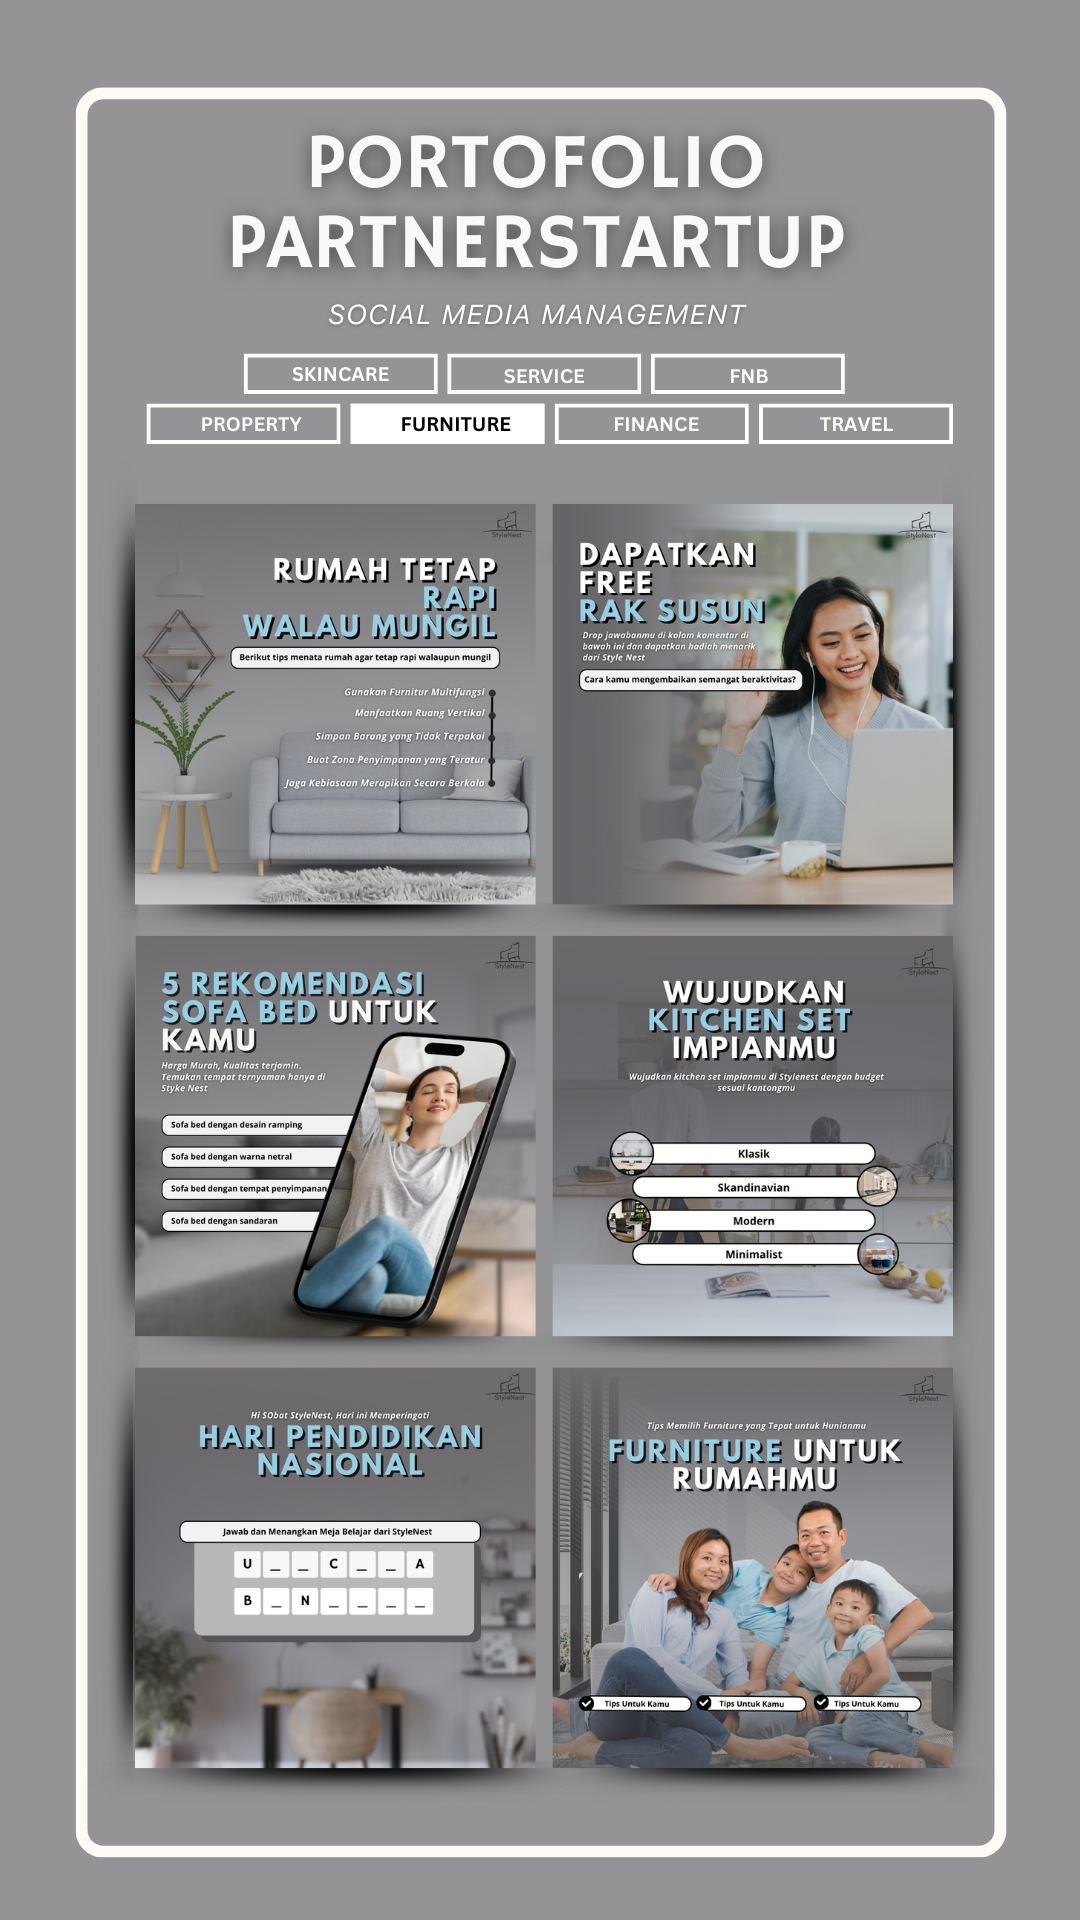 PORTOFOLIO
PARTNERSTARTUP
SOCIAL MEDIA MANAGEMENT
SKINCARE
SERVICE
FNB
PROPERTY
FURNITURE
FINANCE
TRAVEL
StyleNest
RUMAH TETAP
RAPI
WALAU MUNGIL
Berikut tips menata rumah agar tetap rapi walaupun mungil
Gunakan Furnitur Multifungsi
Manfaatkan Ruang Vertikal
Simpan Barang yang Tidak Terpakai
Buat Zona Penyimpanan yang Teratur
Jaga Kebiasaan Merapikan Secara Berkala
StyleNest
DAPATKAN
FREE
RAK SUSUN
Drop jawabanmu di kolom komentar di
bawah ini dan dapatkan hadiah menarik
dari Style Nest
Cara kamu mengembaikan semangat beraktivitas?
StyleNest
5 REKOMENDASI
SOFA BED UNTUK
KAMU
Harga Murah, Kualitas terjamin.
Temukan tempat ternyaman hanya di
Styke Nest
Sofa bed dengan desain ramping
Sofa bed dengan warna netral
Sofa bed dengan tempat penyimpanan
Sofa bed dengan sandaran
StyleNest
WUJUDKAN
KITCHEN SET
IMPIANMU
Wujudkan kitchen set impianmu di Stylenest dengan budget
sesuai kantongmu
Klasik
Skandinavian
Modern
Minimalist
StyleNest
Hi SObat StyleNest, Hari ini Memperingati
HARI PENDIDIKAN
NASIONAL
Jawab dan Menangkan Meja Belajar dari StyleNest
U _ _ C _ _ A
B _ N _ _ _ _
StyleNest
Tips Memilih Furniture yang Tepat untuk Hunianmu
FURNITURE UNTUK
RUMAHMU
Tips Untuk Kamu
Tips Untuk Kamu
Tips Untuk Kamu